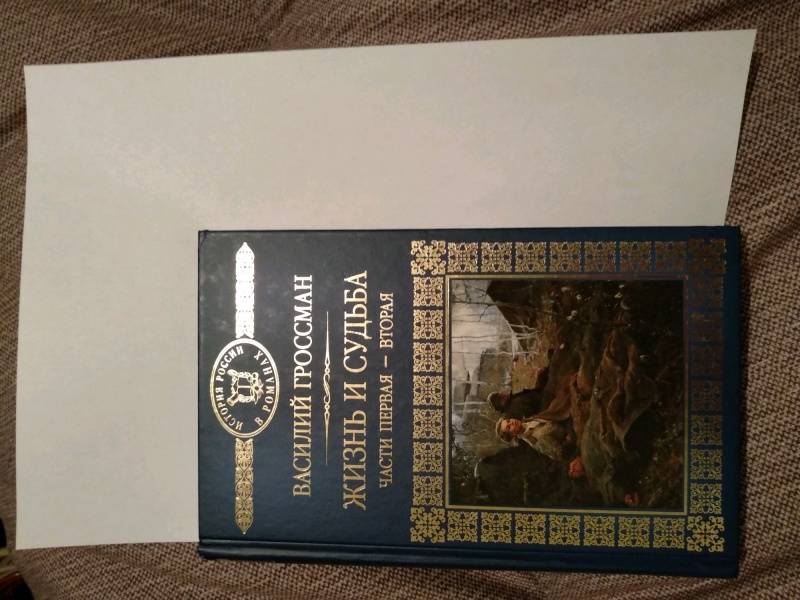 ИСТОРИЯ РОССИИ
В РОМАНАХ
ВАСИЛИЙ ГРОССМАН
ЖИЗНЬ И СУДЬБА
ЧАСТИ ПЕРВАЯ – ВТОРАЯ